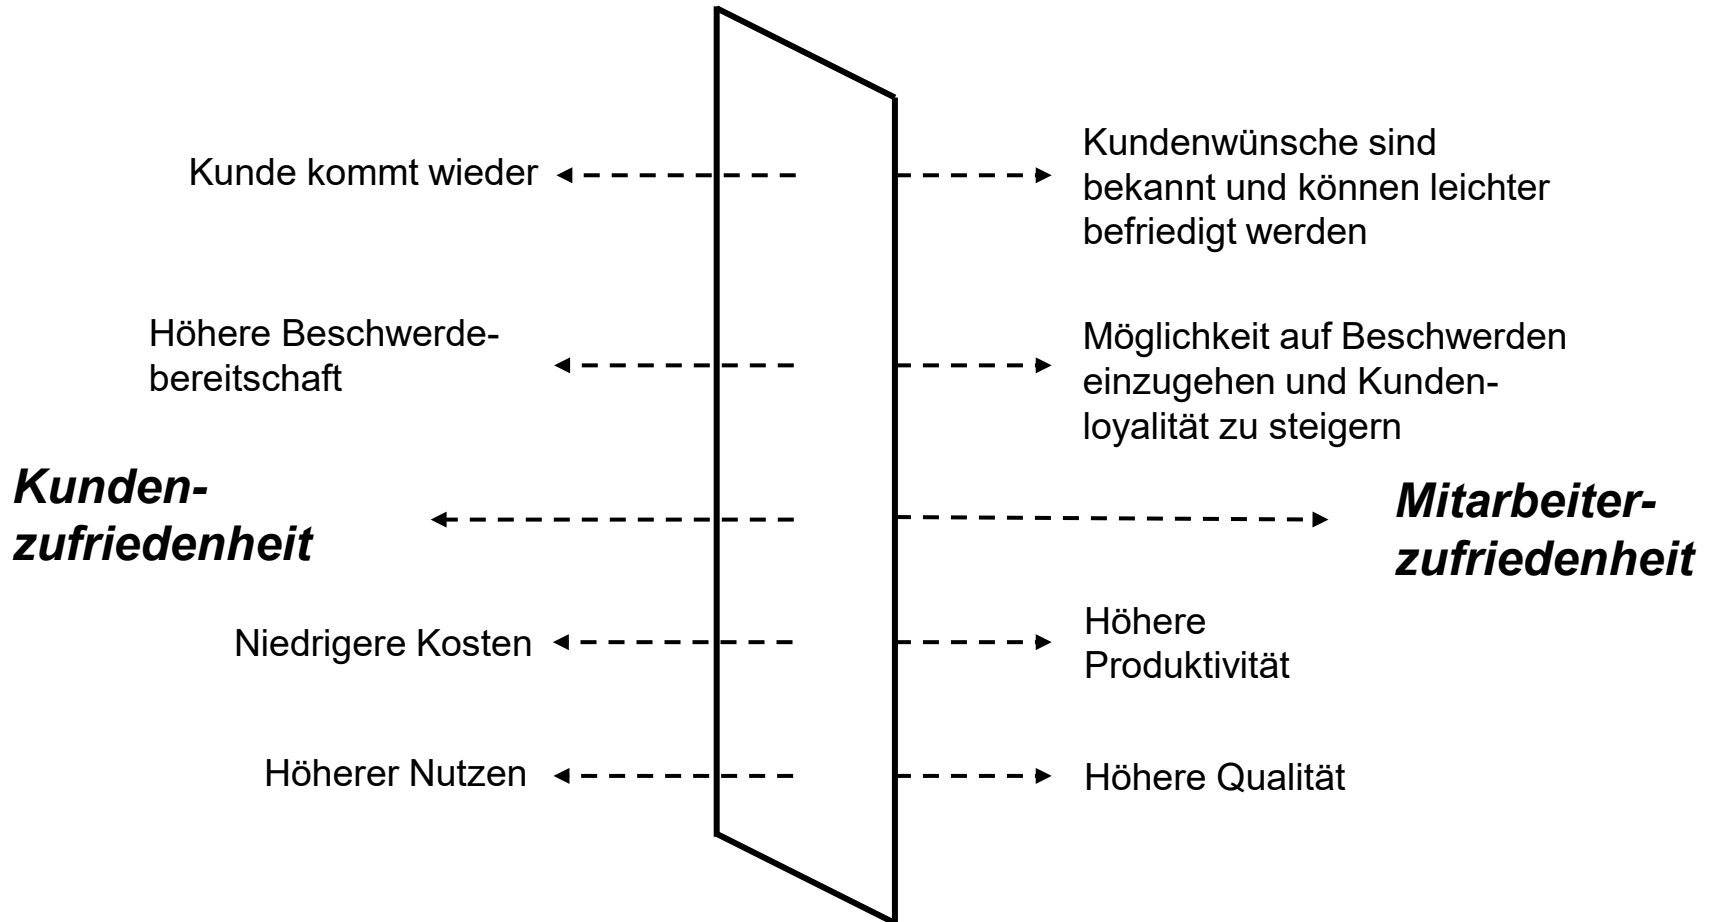 Kunde kommt wieder
Kundenwünsche sind
bekannt und können leichter
befriedigt werden
Höhere Beschwerde-
bereitschaft
Möglichkeit auf Beschwerden
einzugehen und Kunden-
loyalität zu steigern
Kunden-
zufriedenheit
Mitarbeiter-
zufriedenheit
Niedrigere Kosten
Höhere
Produktivität
Höherer Nutzen
Höhere Qualität